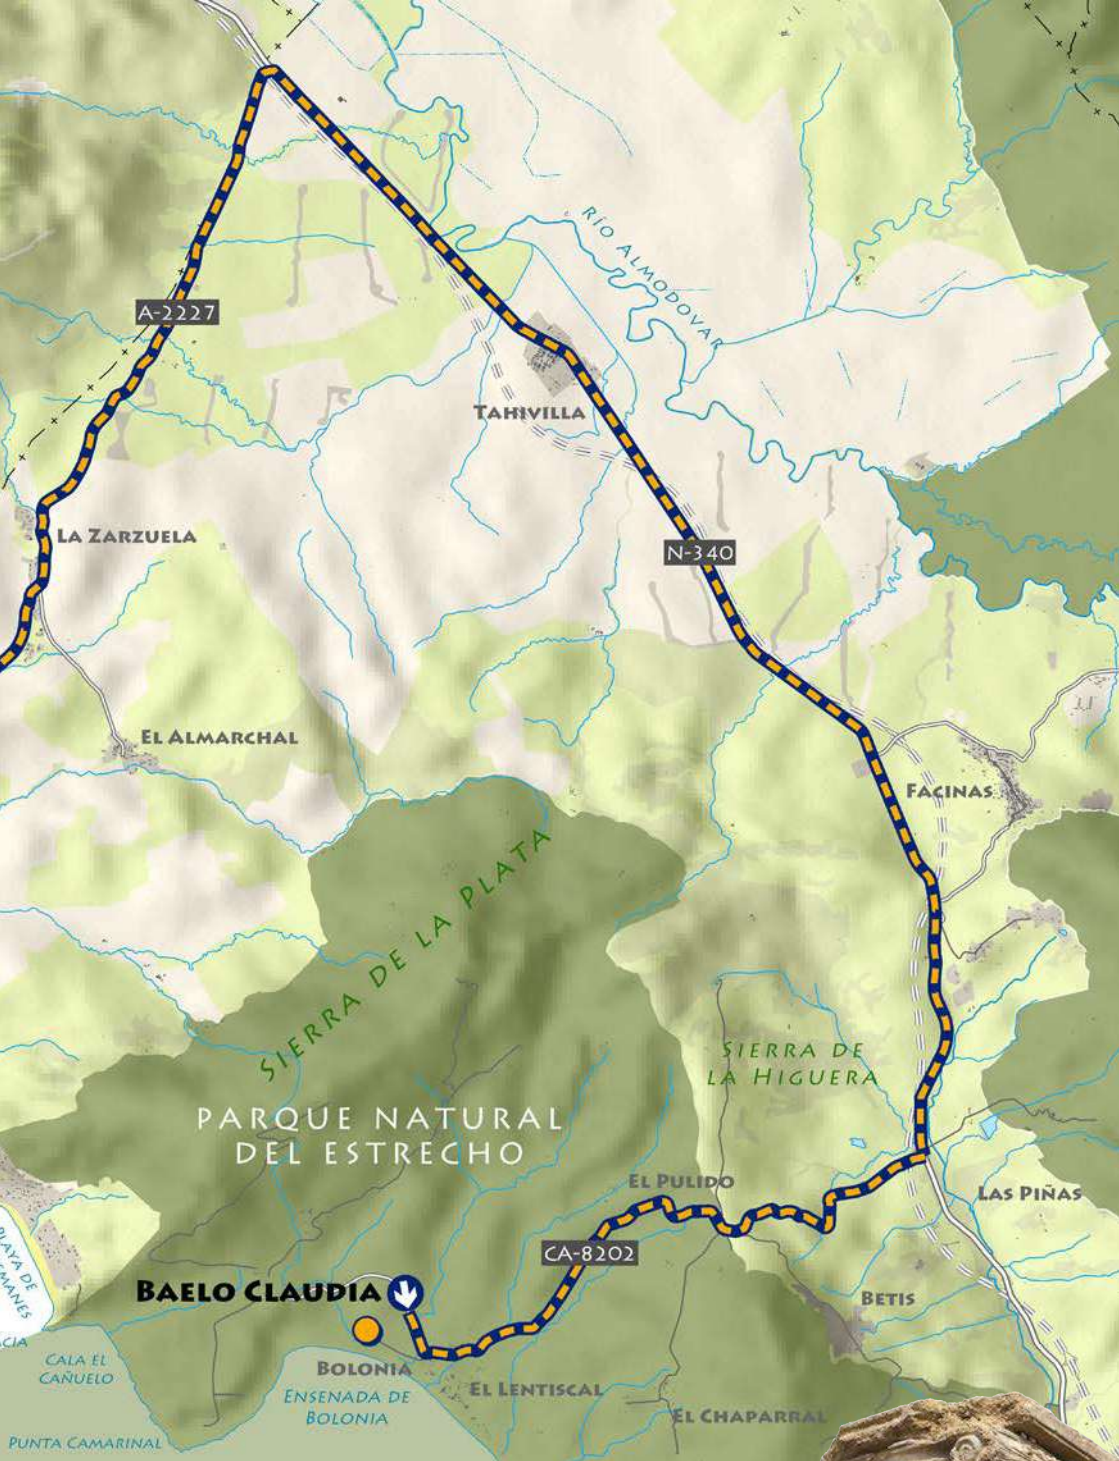 RÍO ALMODOVAR
A-2227
TAHIVILLA
LA ZARZUELA
N-340
EL ALMARCHAL
FACINAS
SIERRA DE LA PLATA
SIERRA DE
LA HIGUERA
PARQUE NATURAL
DEL ESTRECHO
EL PULIDO
LAS PIÑAS
PLAYA DE
CA-8202
BAELO CLAUDIA
BETIS
CALA EL
CAÑUELO
BOLONIA
EL LENTISCAL
ENSENADA DE
BOLONIA
EL CHAPARRAL
PUNTA CAMARINAL